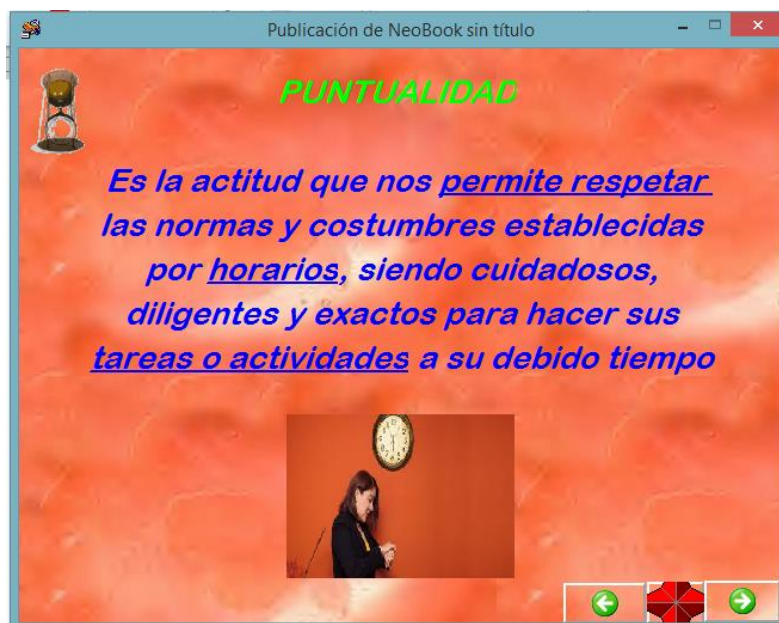 Publicación de NeoBook sin título
PUNTUALIDAD
Es la actitud que nos permite respetar
las normas y costumbres establecidas
por horarios, siendo cuidadosos,
diligentes y exactos para hacer sus
tareas o actividades a su debido tiempo